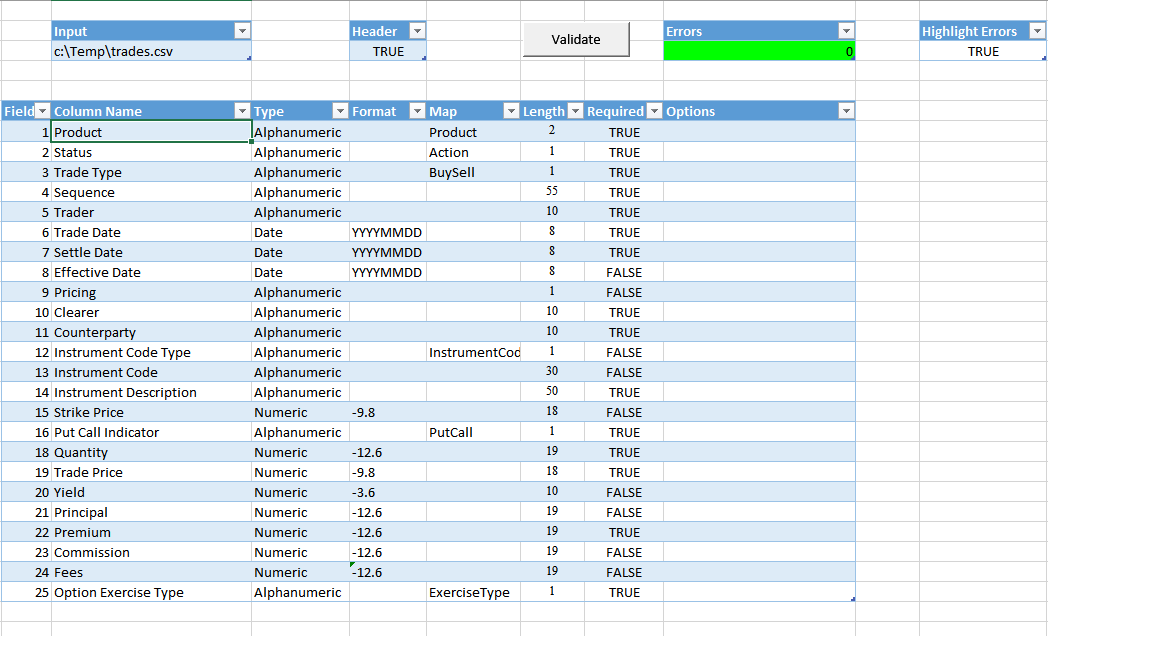 Input Header Validate Errors Highlight Errors
c:\Temp\trades.csv TRUE 0 TRUE
Field Column Name Type Format Map Length Required Options
1 Product Alphanumeric Product 2 TRUE
2 Status Alphanumeric Action 1 TRUE
3 Trade Type Alphanumeric BuySell 1 TRUE
4 Sequence Alphanumeric 55 TRUE
5 Trader Alphanumeric 10 TRUE
6 Trade Date Date YYYYMMDD 8 TRUE
7 Settle Date Date YYYYMMDD 8 TRUE
8 Effective Date Date YYYYMMDD 8 FALSE
9 Pricing Alphanumeric 1 FALSE
10 Clearer Alphanumeric 10 TRUE
11 Counterparty Alphanumeric 10 TRUE
12 Instrument Code Type Alphanumeric InstrumentCod 1 FALSE
13 Instrument Code Alphanumeric 30 FALSE
14 Instrument Description Alphanumeric 50 TRUE
15 Strike Price Numeric -9.8 18 FALSE
16 Put Call Indicator Alphanumeric PutCall 1 TRUE
18 Quantity Numeric -12.6 19 TRUE
19 Trade Price Numeric -9.8 18 TRUE
20 Yield Numeric -3.6 10 FALSE
21 Principal Numeric -12.6 19 FALSE
22 Premium Numeric -12.6 19 TRUE
23 Commission Numeric -12.6 19 FALSE
24 Fees Numeric -12.6 19 FALSE
25 Option Exercise Type Alphanumeric ExerciseType 1 TRUE